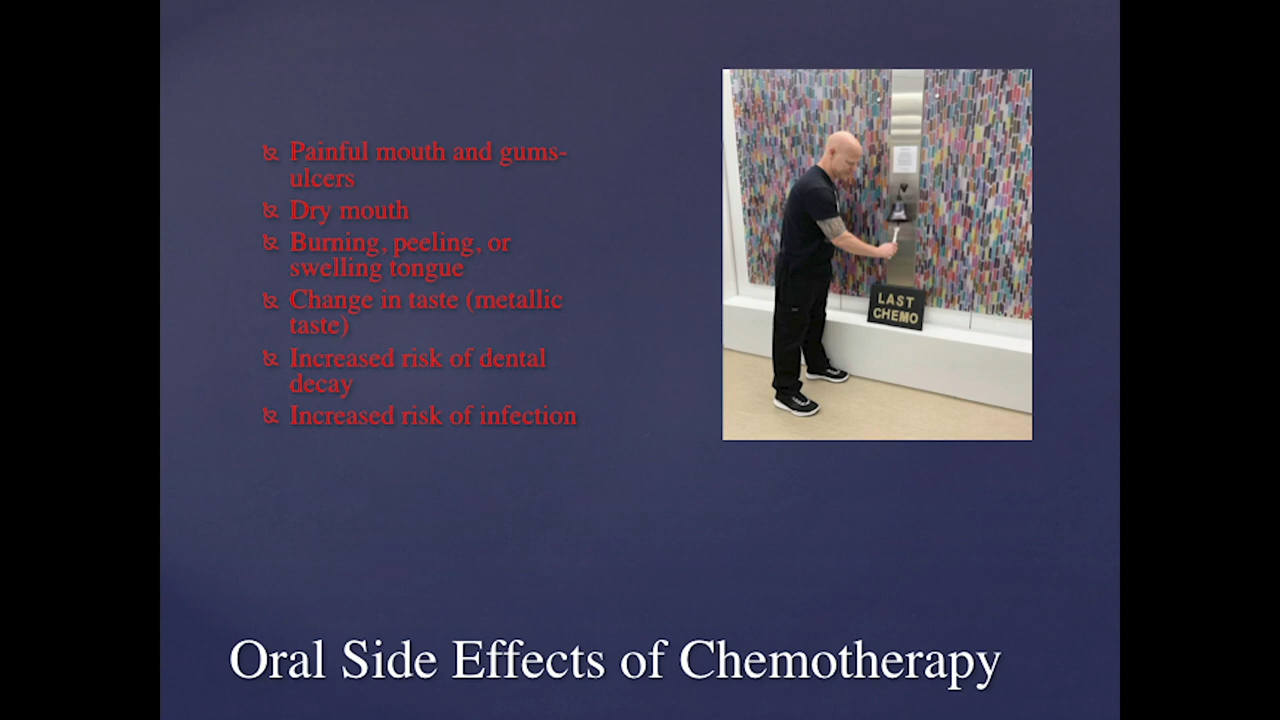 Painful mouth and gums-
ulcers
Dry mouth
Burning, peeling, or
swelling tongue
Change in taste (metallic
taste)
Increased risk of dental
decay
Increased risk of infection
LAST
CHEMO
Oral Side Effects of Chemotherapy